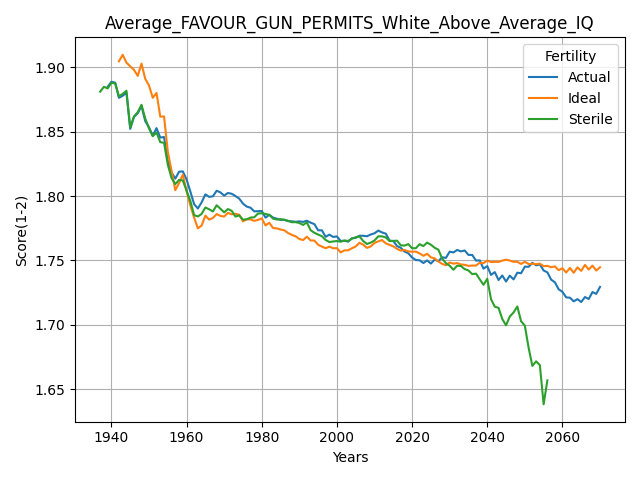 Average_FAVOUR_GUN_PERMITS_White_Above_Average_IQ
Fertility
Actual
Ideal
Sterile
Score(1-2)
1.90
1.85
1.80
1.75
1.70
1.65
1940 1960 1980 2000 2020 2040 2060
Years